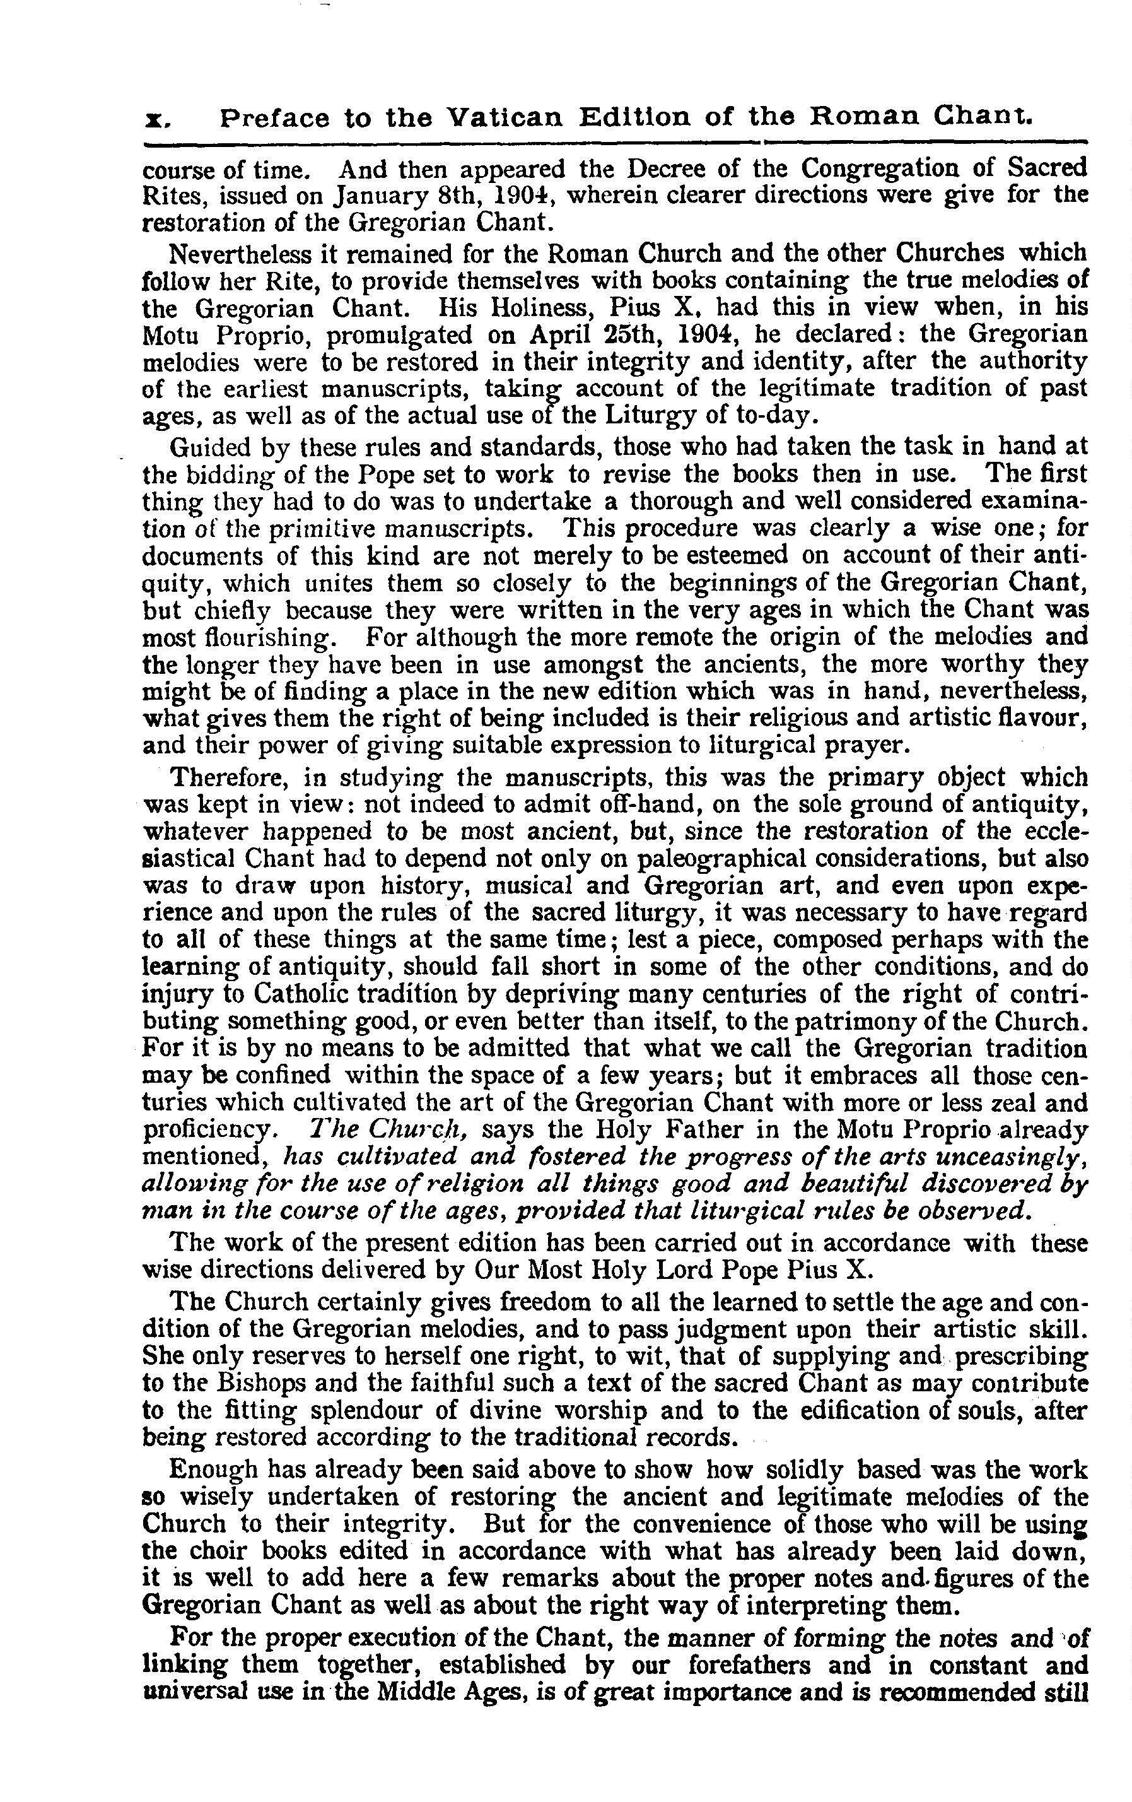 x. Preface to the Vatican Edition of the Roman Chant.
course of time. And then appeared the Decree of the Congregation of Sacred
Rites, issued on January 8th, 1904, wherein clearer directions were give for the
restoration of the Gregorian Chant.
Nevertheless it remained for the Roman Church and the other Churches which
follow her Rite, to provide themselves with books containing the true melodies of
the Gregorian Chant. His Holiness, Pius X. had this in view when, in his
Motu Proprio, promulgated on April 25th, 1904, he declared: the Gregorian
melodies were to be restored in their integrity and identity, after the authority
of the earliest manuscripts, taking account of the legitimate tradition of past
ages, as well as of the actual use of the Liturgy of to-day.
Guided by these rules and standards, those who had taken the task in hand at
the bidding of the Pope set to work to revise the books then in use. The first
thing they had to do was to undertake a thorough and well considered examina-
tion of the primitive manuscripts. This procedure was clearly a wise one; for
documents of this kind are not merely to be esteemed on account of their anti-
quity, which unites them so closely to the beginnings of the Gregorian Chant,
but chiefly because they were written in the very ages in which the Chant was
most flourishing. For although the more remote the origin of the melodies and
the longer they have been in use amongst the ancients, the more worthy they
might be of finding a place in the new edition which was in hand, nevertheless,
what gives them the right of being included is their religious and artistic flavour,
and their power of giving suitable expression to liturgical prayer.
Therefore, in studying the manuscripts, this was the primary object which
was kept in view: not indeed to admit off-hand, on the sole ground of antiquity,
whatever happened to be most ancient, but, since the restoration of the eccle-
siastical Chant had to depend not only on paleographical considerations, but also
was to draw upon history, musical and Gregorian art, and even upon expe-
rience and upon the rules of the sacred liturgy, it was necessary to have regard
to all of these things at the same time; lest a piece, composed perhaps with the
learning of antiquity, should fall short in some of the other conditions, and do
injury to Catholic tradition by depriving many centuries of the right of contri-
buting something good, or even better than itself, to the patrimony of the Church.
For it is by no means to be admitted that what we call the Gregorian tradition
may be confined within the space of a few years; but it embraces all those cen-
turies which cultivated the art of the Gregorian Chant with more or less zeal and
proficiency. The Church, says the Holy Father in the Motu Proprio already
mentioned, has cultivated and fostered the progress of the arts unceasingly,
allowing for the use of religion all things good and beautiful discovered by
man in the course of the ages, provided that liturgical rules be observed.
The work of the present edition has been carried out in accordance with these
wise directions delivered by Our Most Holy Lord Pope Pius X.
The Church certainly gives freedom to all the learned to settle the age and con-
dition of the Gregorian melodies, and to pass judgment upon their artistic skill.
She only reserves to herself one right, to wit, that of supplying and prescribing
to the Bishops and the faithful such a text of the sacred Chant as may contribute
to the fitting splendour of divine worship and to the edification of souls, after
being restored according to the traditional records.
Enough has already been said above to show how solidly based was the work
so wisely undertaken of restoring the ancient and legitimate melodies of the
Church to their integrity. But for the convenience of those who will be using
the choir books edited in accordance with what has already been laid down,
it is well to add here a few remarks about the proper notes and figures of the
Gregorian Chant as well as about the right way of interpreting them.
For the proper execution of the Chant, the manner of forming the notes and of
linking them together, established by our forefathers and in constant and
universal use in the Middle Ages, is of great importance and is recommended still